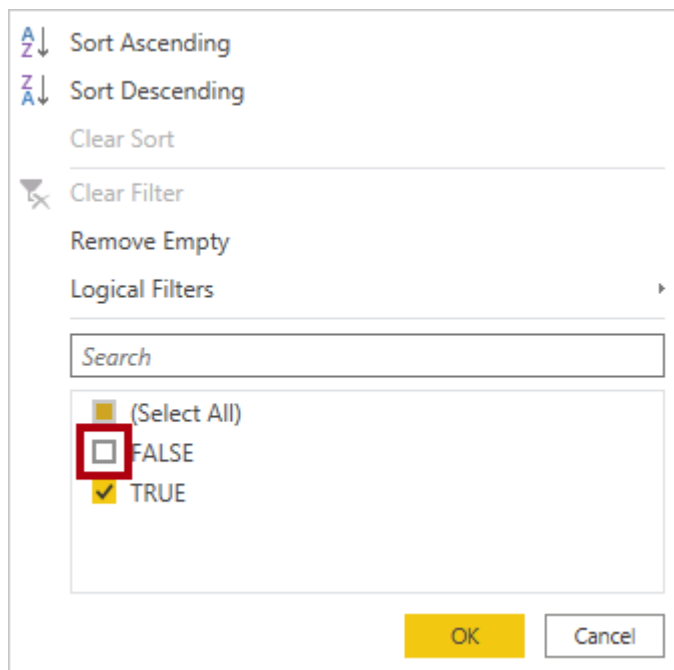 Sort Ascending
Sort Descending
Clear Sort
Clear Filter
Remove Empty
Logical Filters
Search
(Select All)
FALSE
TRUE
OK Cancel